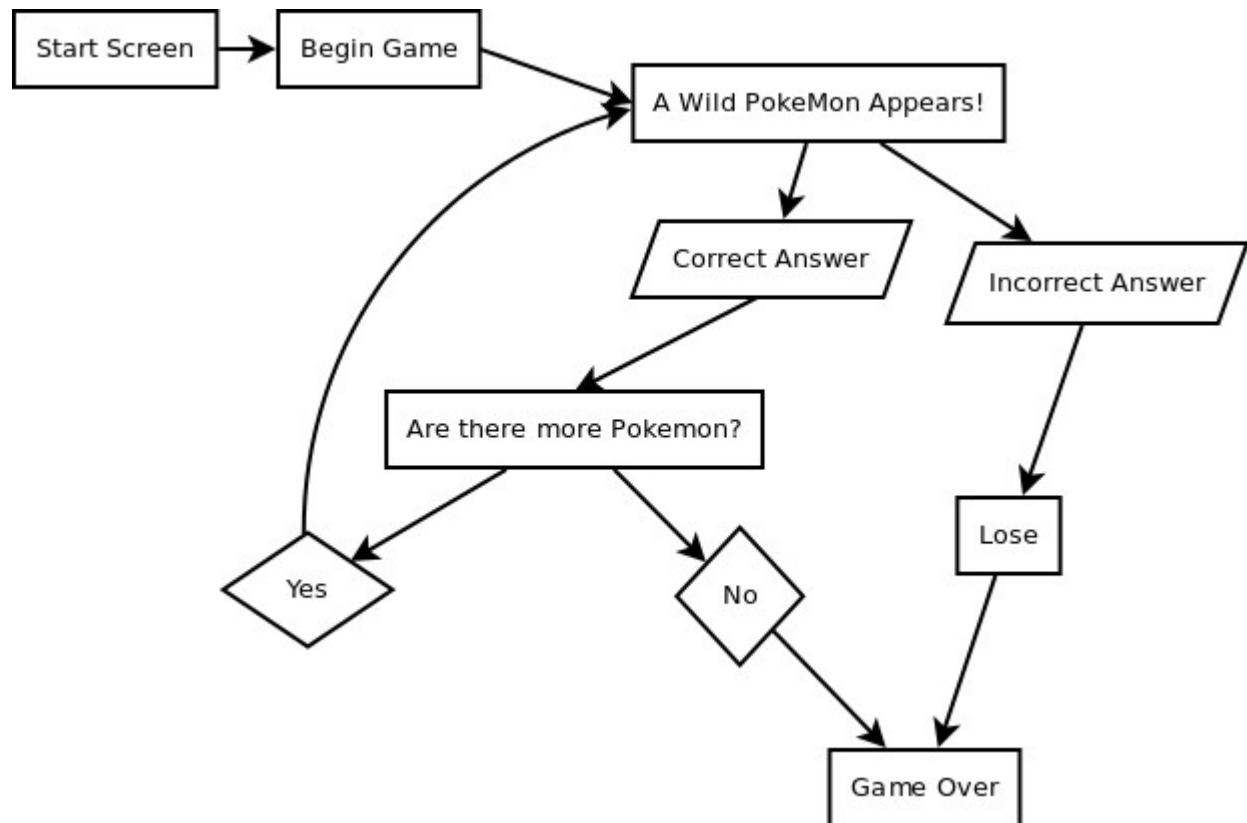 Start Screen
Begin Game
A Wild PokeMon Appears!
Correct Answer
Incorrect Answer
Are there more Pokemon?
Yes
No
Lose
Game Over